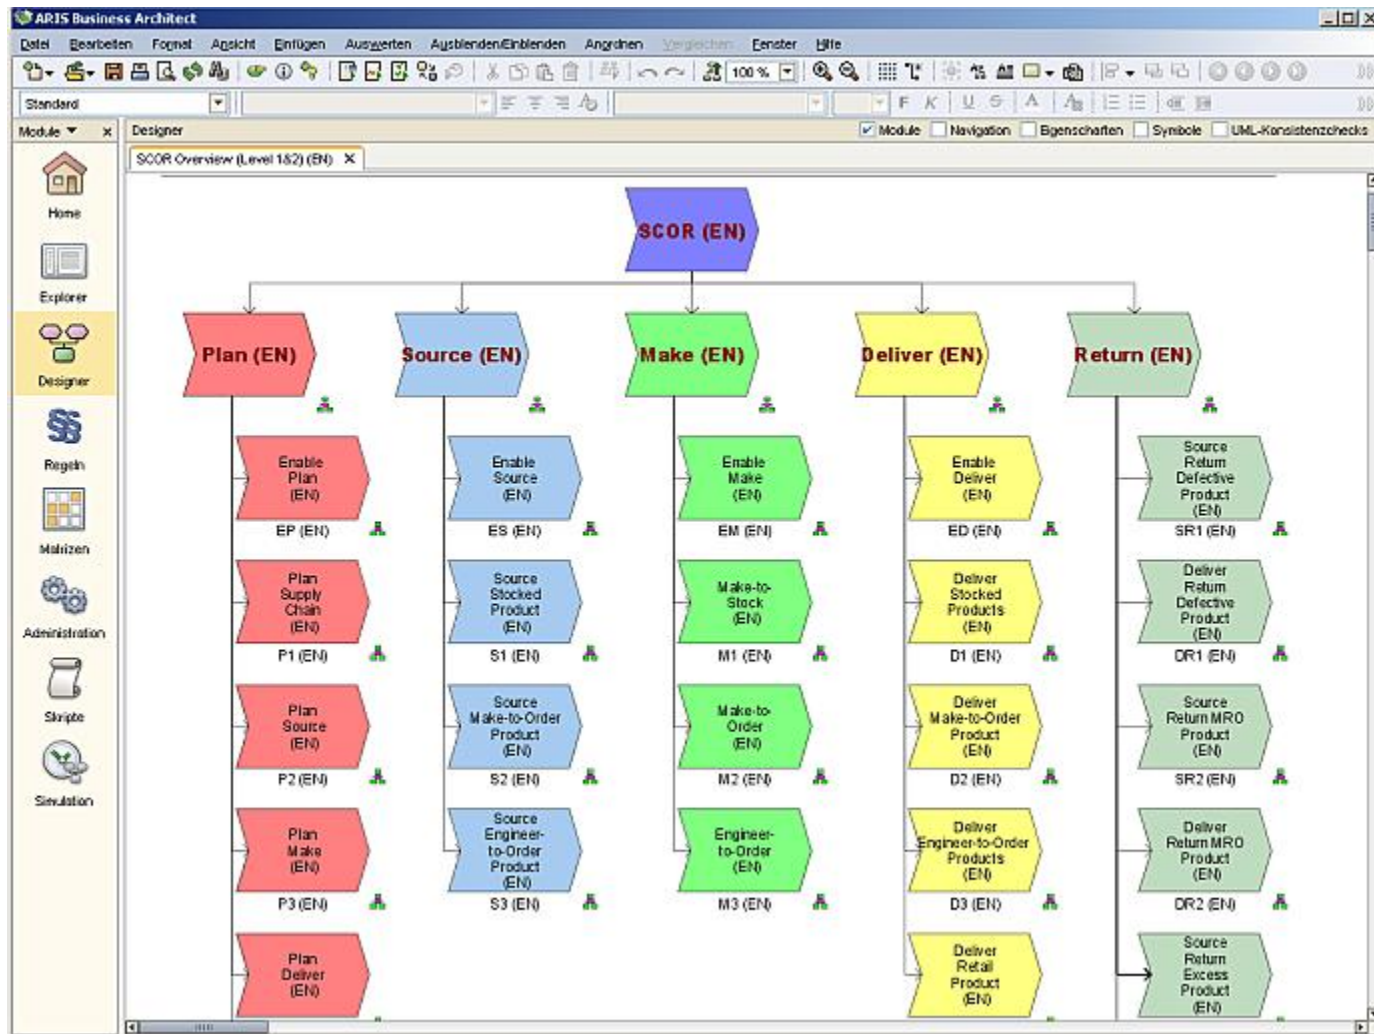 ARIS Business Architect
Datei Bearbeiten Format Ansicht Einfügen Auswerten Ausblenden/Einblenden Anordnen Vergleichen Fenster Hilfe
100 %
Standard
F K U S A
Module Designer Module Navigation Eigenschaften Symbole UML-Konsistenzchecks
SCOR Overview (Level 1&2) (EN)
Home
Explorer
Designer
Regeln
Matrizen
Administration
Skripte
Simulation
SCOR (EN)
Plan (EN) Source (EN) Make (EN) Deliver (EN) Return (EN)
Enable
Plan
(EN)
EP (EN)
Plan
Supply
Chain
(EN)
P1 (EN)
Plan
Source
(EN)
P2 (EN)
Plan
Make
(EN)
P3 (EN)
Plan
Deliver
(EN)
Enable
Source
(EN)
ES (EN)
Source
Stocked
Product
(EN)
S1 (EN)
Source
Make-to-Order
Product
(EN)
S2 (EN)
Source
Engineer-
to-Order
Product
(EN)
S3 (EN)
Enable
Make
(EN)
EM (EN)
Make-to-
Stock
(EN)
M1 (EN)
Make-to-
Order
(EN)
M2 (EN)
Engineer-
to-Order
(EN)
M3 (EN)
Enable
Deliver
(EN)
ED (EN)
Deliver
Stocked
Products
(EN)
D1 (EN)
Deliver
Make-to-Order
Product
(EN)
D2 (EN)
Deliver
Engineer-to-Order
Products
(EN)
D3 (EN)
Deliver
Retail
Product
(EN)
Source
Return
Defective
Product
(EN)
SR1 (EN)
Deliver
Return
Defective
Product
(EN)
DR1 (EN)
Source
Return MRO
Product
(EN)
SR2 (EN)
Deliver
Return MRO
Product
(EN)
DR2 (EN)
Source
Return
Excess
Product
(EN)